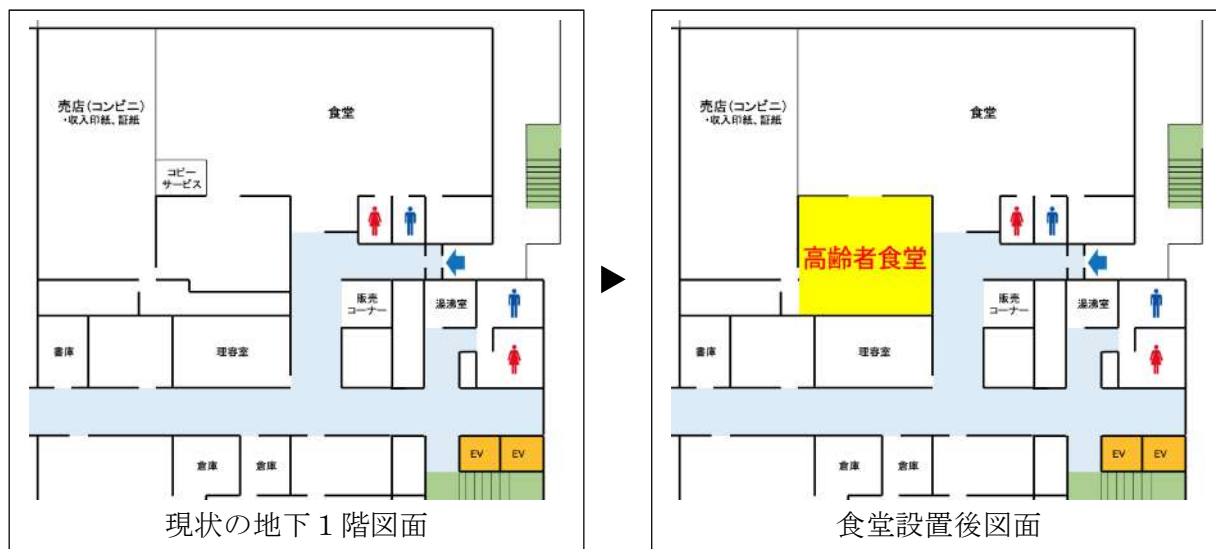 売店(コンビニ)
・収入印紙、証紙
食堂
コピー
サービス
販売
コーナー
湯沸室
書庫
理容室
倉庫
倉庫
EV
EV
現状の地下１階図面
▶
売店(コンビニ)
・収入印紙、証紙
食堂
高齢者食堂
販売
コーナー
湯沸室
書庫
理容室
倉庫
倉庫
EV
EV
食堂設置後図面